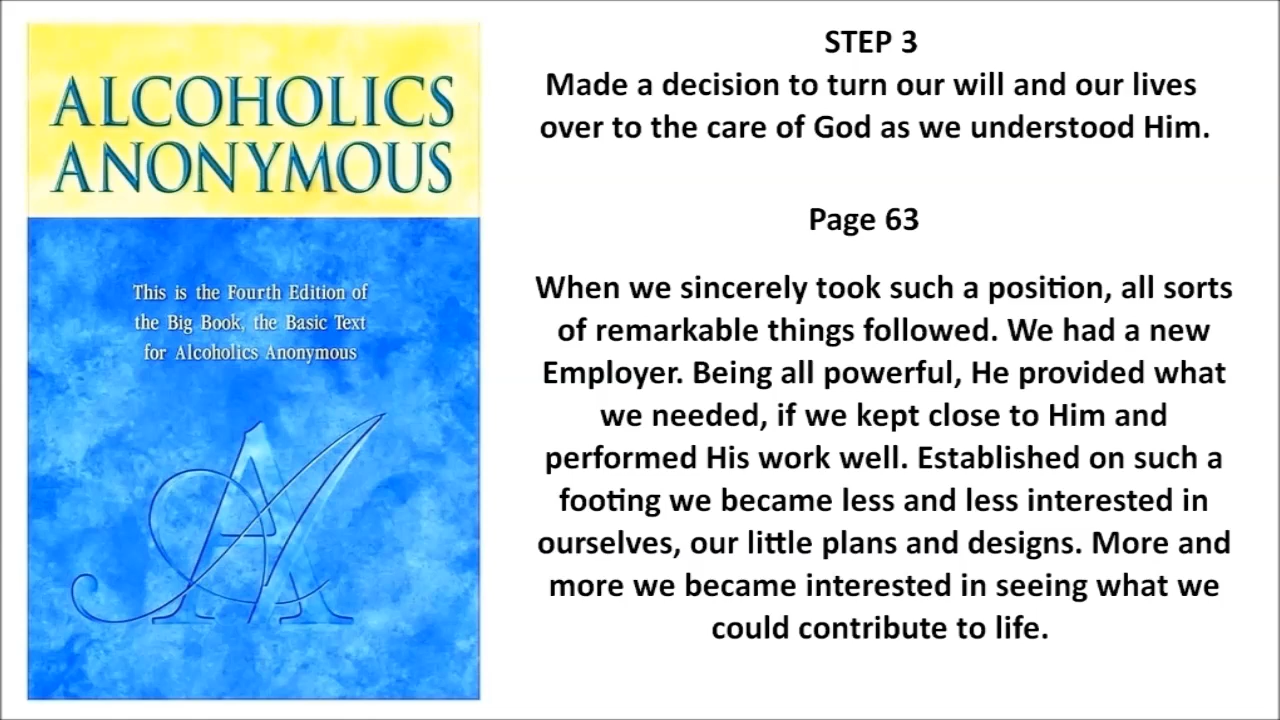 ALCOHOLICS
ANONYMOUS
This is the Fourth Edition of
the Big Book, the Basic Text
for Alcoholics Anonymous
AA
STEP 3
Made a decision to turn our will and our lives
over to the care of God as we understood Him.
Page 63
When we sincerely took such a position, all sorts
of remarkable things followed. We had a new
Employer. Being all powerful, He provided what
we needed, if we kept close to Him and
performed His work well. Established on such a
footing we became less and less interested in
ourselves, our little plans and designs. More and
more we became interested in seeing what we
could contribute to life.